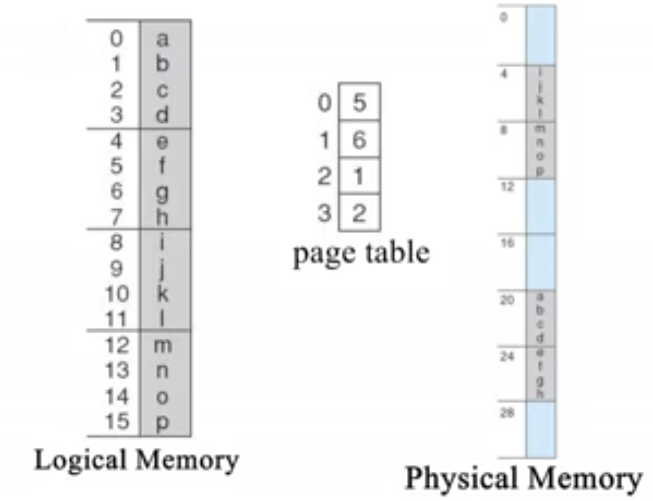 0 a
1 b
2 c
3 d
4 e
5 f
6 g
7 h
8 i
9 j
10 k
11 l
12 m
13 n
14 o
15 p
Logical Memory
0 5
1 6
2 1
3 2
page table
0
4 i
j
k
l
8 m
n
o
p
12
16
20 a
b
c
d
24 e
f
g
h
28
Physical Memory